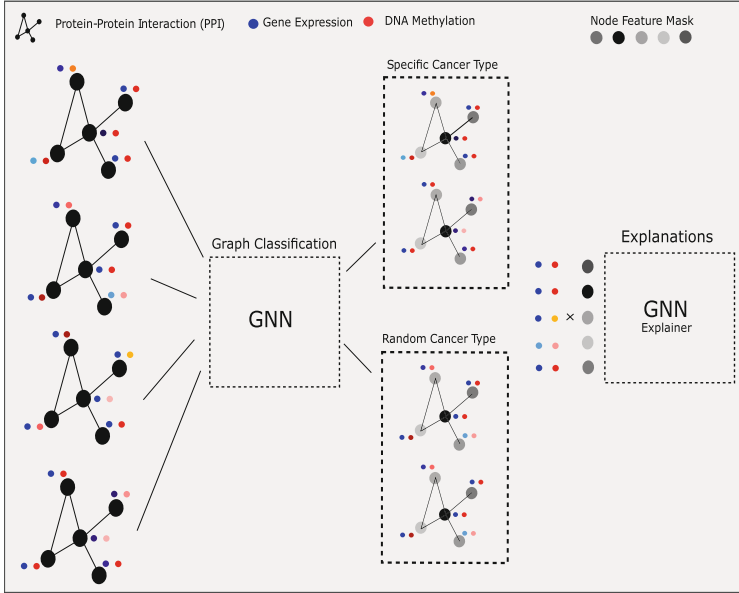 Protein-Protein Interaction (PPI)
Gene Expression
DNA Methylation
Node Feature Mask
Specific Cancer Type
Graph Classification
GNN
Random Cancer Type
Explanations
×
GNN
Explainer